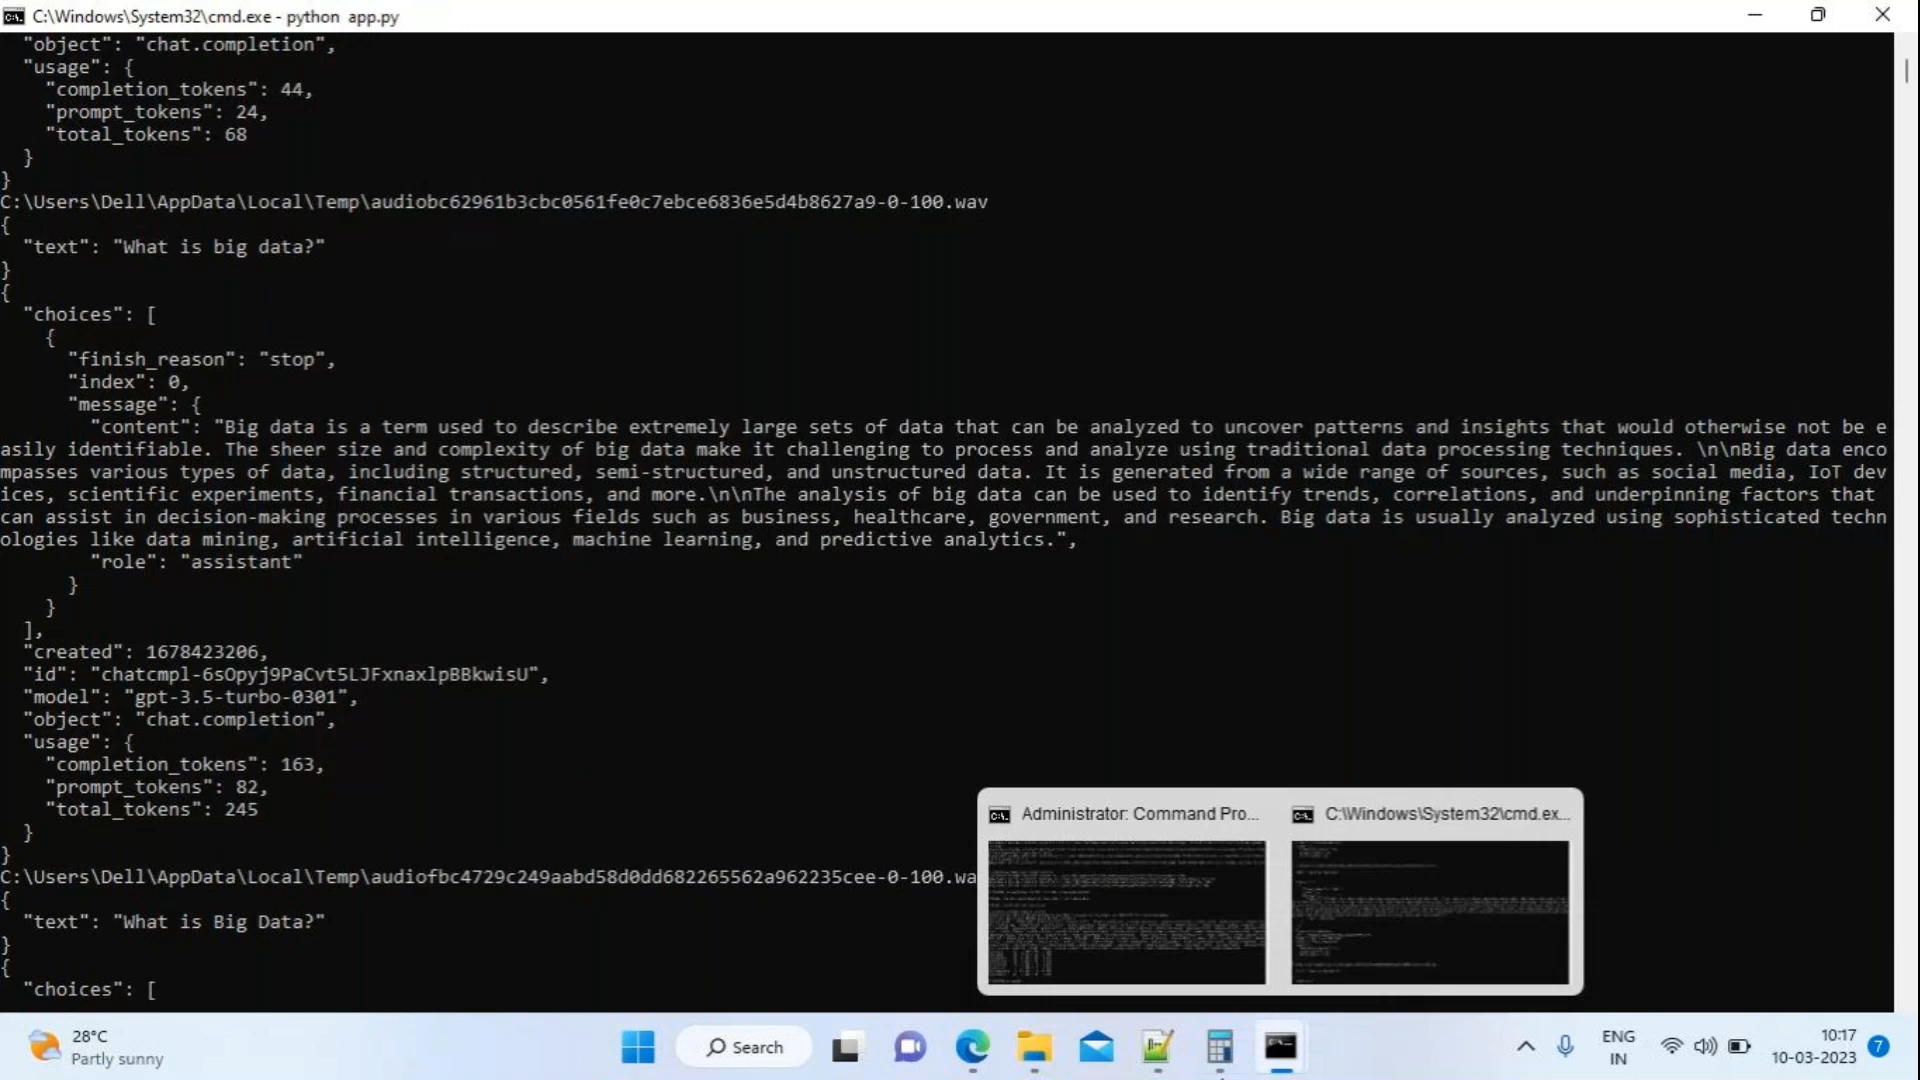 C:\Windows\System32\cmd.exe - python  app.py
"object": "chat.completion",
"usage": {
"completion_tokens": 44,
"prompt_tokens": 24,
"total_tokens": 68
}
}
C:\Users\Dell\AppData\Local\Temp\audiobc62961b3cbc0561fe0c7ebce6836e5d4b8627a9-0-100.wav
{
"text": "What is big data?"
}
{
"choices": [
{
"finish_reason": "stop",
"index": 0,
"message": {
"content": "Big data is a term used to describe extremely large sets of data that can be analyzed to uncover patterns and insights that would otherwise not be e
asily identifiable. The sheer size and complexity of big data make it challenging to process and analyze using traditional data processing techniques. \n\nBig data enco
mpasses various types of data, including structured, semi-structured, and unstructured data. It is generated from a wide range of sources, such as social media, IoT dev
ices, scientific experiments, financial transactions, and more.\n\nThe analysis of big data can be used to identify trends, correlations, and underpinning factors that
can assist in decision-making processes in various fields such as business, healthcare, government, and research. Big data is usually analyzed using sophisticated techn
ologies like data mining, artificial intelligence, machine learning, and predictive analytics.",
"role": "assistant"
}
}
],
"created": 1678423206,
"id": "chatcmpl-6sOpyj9PaCvt5LJFxnaxlpBBkwisU",
"model": "gpt-3.5-turbo-0301",
"object": "chat.completion",
"usage": {
"completion_tokens": 163,
"prompt_tokens": 82,
"total_tokens": 245
}
}
C:\Users\Dell\AppData\Local\Temp\audiofbc4729c249aabd58d0dd682265562a962235cee-0-100.wa
{
"text": "What is Big Data?"
}
{
"choices": [
Administrator: Command Pro...
C:\Windows\System32\cmd.ex...
28°C
Partly sunny
Search
ENG
IN
10:17
10-03-2023
7